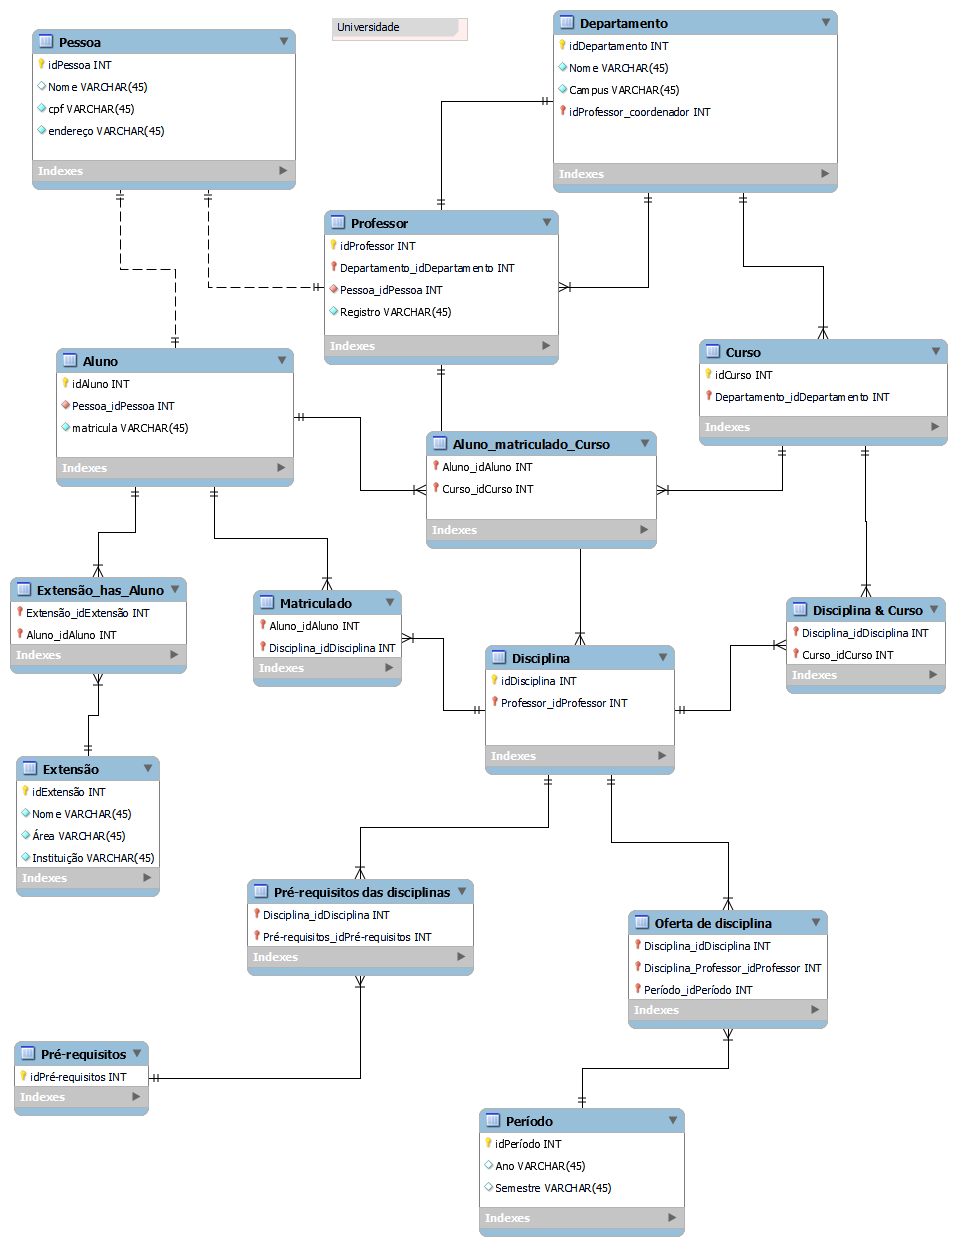 Universidade
Pessoa
idPessoa INT
Nome VARCHAR(45)
cpf VARCHAR(45)
endereço VARCHAR(45)
Indexes
Departamento
idDepartamento INT
Nome VARCHAR(45)
Campus VARCHAR(45)
idProfessor_coordenador INT
Indexes
Professor
idProfessor INT
Departamento_idDepartamento INT
Pessoa_idPessoa INT
Registro VARCHAR(45)
Indexes
Aluno
idAluno INT
Pessoa_idPessoa INT
matricula VARCHAR(45)
Indexes
Curso
idCurso INT
Departamento_idDepartamento INT
Indexes
Aluno_matriculado_Curso
Aluno_idAluno INT
Curso_idCurso INT
Indexes
Extensão_has_Aluno
Extensão_idExtensão INT
Aluno_idAluno INT
Indexes
Matriculado
Aluno_idAluno INT
Disciplina_idDisciplina INT
Indexes
Disciplina & Curso
Disciplina_idDisciplina INT
Curso_idCurso INT
Indexes
Disciplina
idDisciplina INT
Professor_idProfessor INT
Indexes
Extensão
idExtensão INT
Nome VARCHAR(45)
Área VARCHAR(45)
Instituição VARCHAR(45)
Indexes
Pré-requisitos das disciplinas
Disciplina_idDisciplina INT
Pré-requisitos_idPré-requisitos INT
Indexes
Oferta de disciplina
Disciplina_idDisciplina INT
Disciplina_Professor_idProfessor INT
Período_idPeríodo INT
Indexes
Pré-requisitos
idPré-requisitos INT
Indexes
Período
idPeríodo INT
Ano VARCHAR(45)
Semestre VARCHAR(45)
Indexes